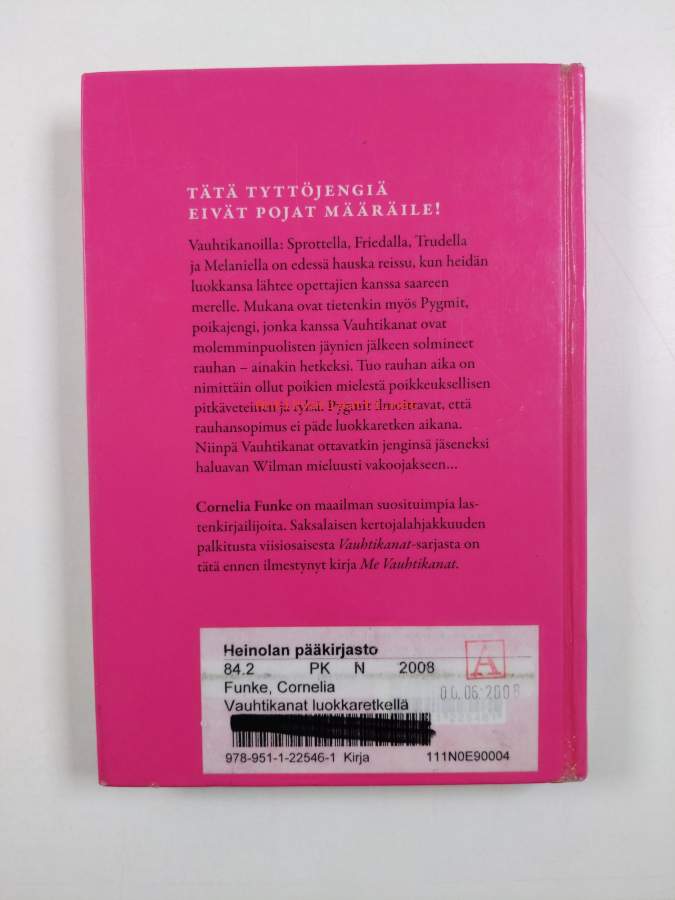 TÄTÄ TYTTÖJENGIÄ
EIVÄT POJAT MÄÄRÄILE!
Vauhtikanoilla: Sprottella, Friedalla, Trudella
ja Melaniella on edessä hauska reissu, kun heidän
luokkansa lähtee opettajien kanssa saareen
merelle. Mukana ovat tietenkin myös Pygmit,
poikajengi, jonka kanssa Vauhtikanat ovat
molemminpuolisten jäynien jälkeen solmineet
rauhan – ainakin hetkeksi. Tuo rauhan aika on
nimittäin ollut poikien mielestä poikkeuksellisen
pitkäveteinen ja tylsä. Pygmit ilmoittavat, että
rauhansopimus ei päde luokkaretken aikana.
Niinpä Vauhtikanat ottavatkin jenginsä jäseneksi
haluavan Wilman mieluusti vakoojakseen...
Cornelia Funke on maailman suosituimpia las-
tenkirjailijoita. Saksalaisen kertojalahjakkuuden
palkitusta viisiosaisesta Vauhtikanat-sarjasta on
tätä ennen ilmestynyt kirja Me Vauhtikanat.
Heinolan pääkirjasto
84.2 PK N 2008 A
Funke, Cornelia
Vauhtikanat luokkaretkellä
978-951-1-22546-1 Kirja 111N0E90004